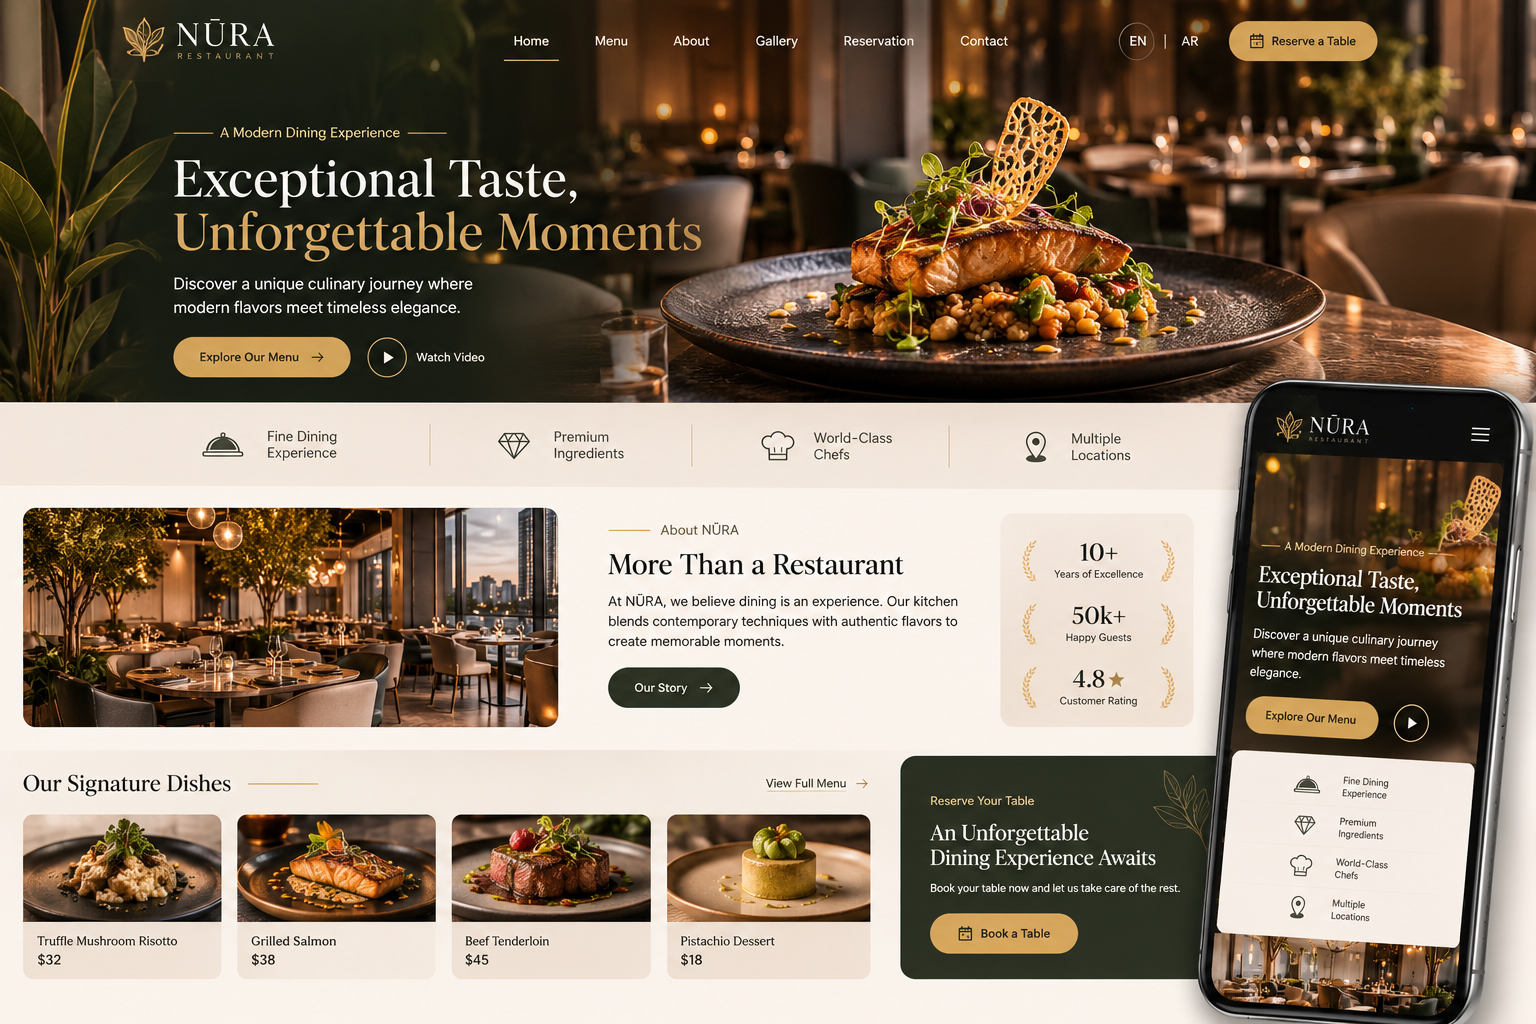 NŪRA
RESTAURANT
Home
Menu
About
Gallery
Reservation
Contact
EN | AR
Reserve a Table
A Modern Dining Experience
Exceptional Taste,
Unforgettable Moments
Discover a unique culinary journey where
modern flavors meet timeless elegance.
Explore Our Menu
Watch Video
Fine Dining
Experience
Premium
Ingredients
World-Class
Chefs
Multiple
Locations
About NŪRA
More Than a Restaurant
At NŪRA, we believe dining is an experience. Our kitchen
blends contemporary techniques with authentic flavors to
create memorable moments.
Our Story
10+
Years of Excellence
50k+
Happy Guests
4.8
Customer Rating
Our Signature Dishes
View Full Menu
Truffle Mushroom Risotto
$32
Grilled Salmon
$38
Beef Tenderloin
$45
Pistachio Dessert
$18
Reserve Your Table
An Unforgettable
Dining Experience Awaits
Book your table now and let us take care of the rest.
Book a Table
NŪRA
RESTAURANT
A Modern Dining Experience
Exceptional Taste,
Unforgettable Moments
Discover a unique culinary journey
where modern flavors meet timeless
elegance.
Explore Our Menu
Fine Dining
Experience
Premium
Ingredients
World-Class
Chefs
Multiple
Locations